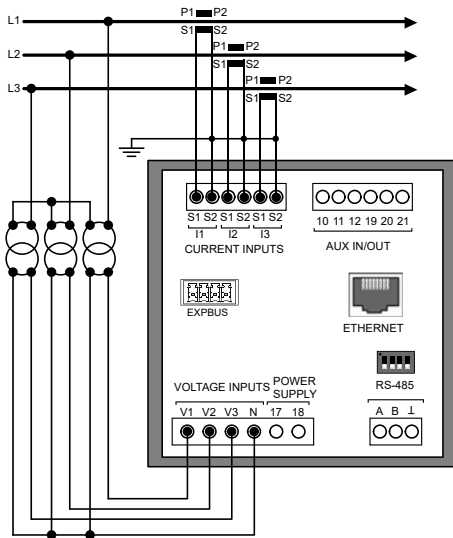 L1
P1 P2
S1 S2
L2
P1 P2
S1 S2
L3
P1 P2
S1 S2
S1 S2 S1 S2 S1 S2
I1 I2 I3
CURRENT INPUTS
10 11 12 19 20 21
AUX IN/OUT
EXPBUS
ETHERNET
RS-485
VOLTAGE INPUTS
POWER
SUPPLY
V1 V2 V3 N 17 18
A B ⊥